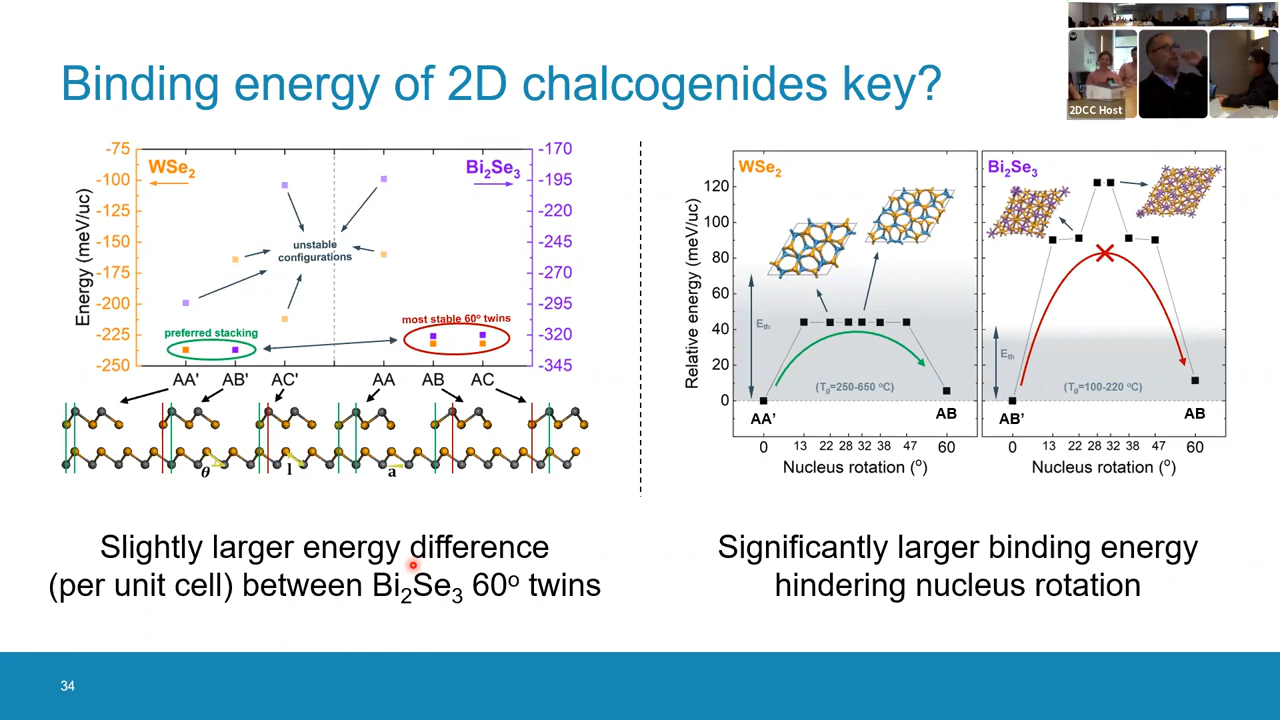 2DCC Host
Binding energy of 2D chalcogenides key?
-75
-100
-125
-150
-175
-200
-225
-250
Energy (meV/uc)
WSe₂
Bi₂Se₃
unstable
configurations
preferred stacking
most stable 60º twins
-170
-195
-220
-245
-270
-295
-320
-345
AA' AB' AC' AA AB AC
θ l a
Slightly larger energy difference
(per unit cell) between Bi₂Se₃ 60º twins
Relative energy (meV/uc)
120
100
80
60
40
20
0
WSe₂
Eth
(Tg=250-650 ºC)
AA'
AB
0 13 22 28 32 38 47 60
Nucleus rotation (º)
Bi₂Se₃
Eth
(Tg=100-220 ºC)
AB'
AB
0 13 22 28 32 38 47 60
Nucleus rotation (º)
Significantly larger binding energy
hindering nucleus rotation
34